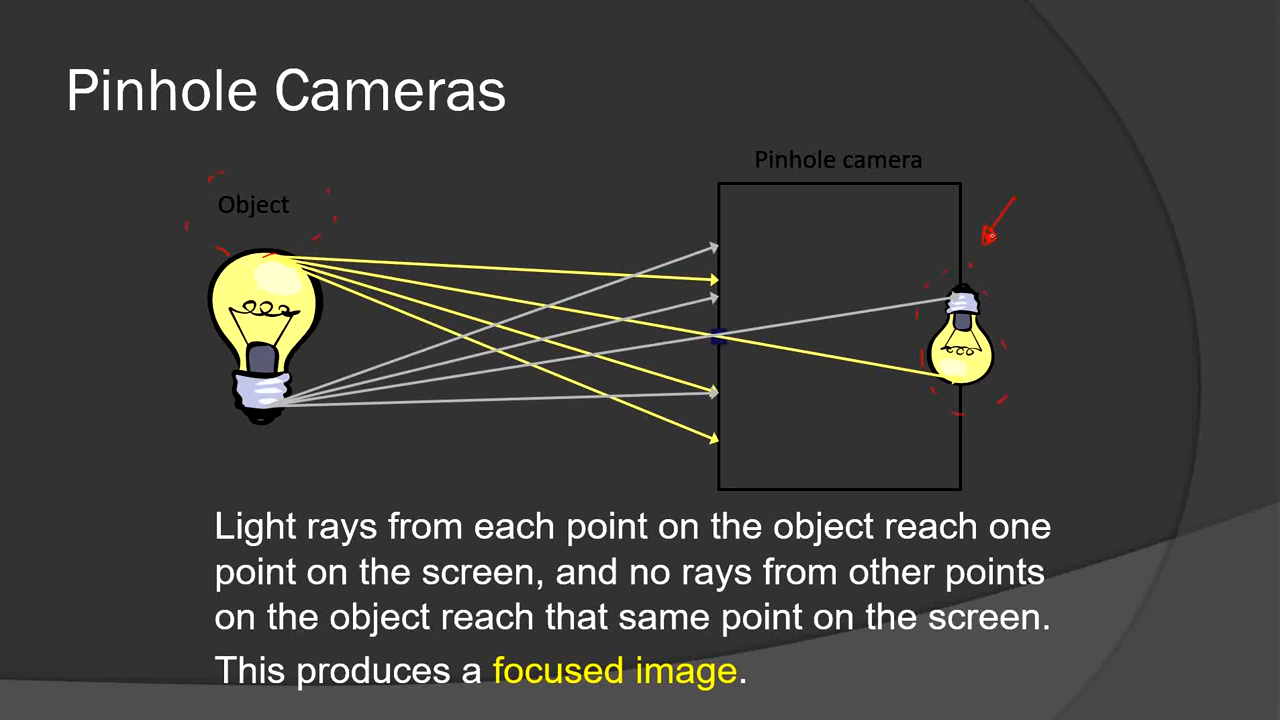 Pinhole Cameras
Pinhole camera
Object
Light rays from each point on the object reach one
point on the screen, and no rays from other points
on the object reach that same point on the screen.
This produces a focused image.